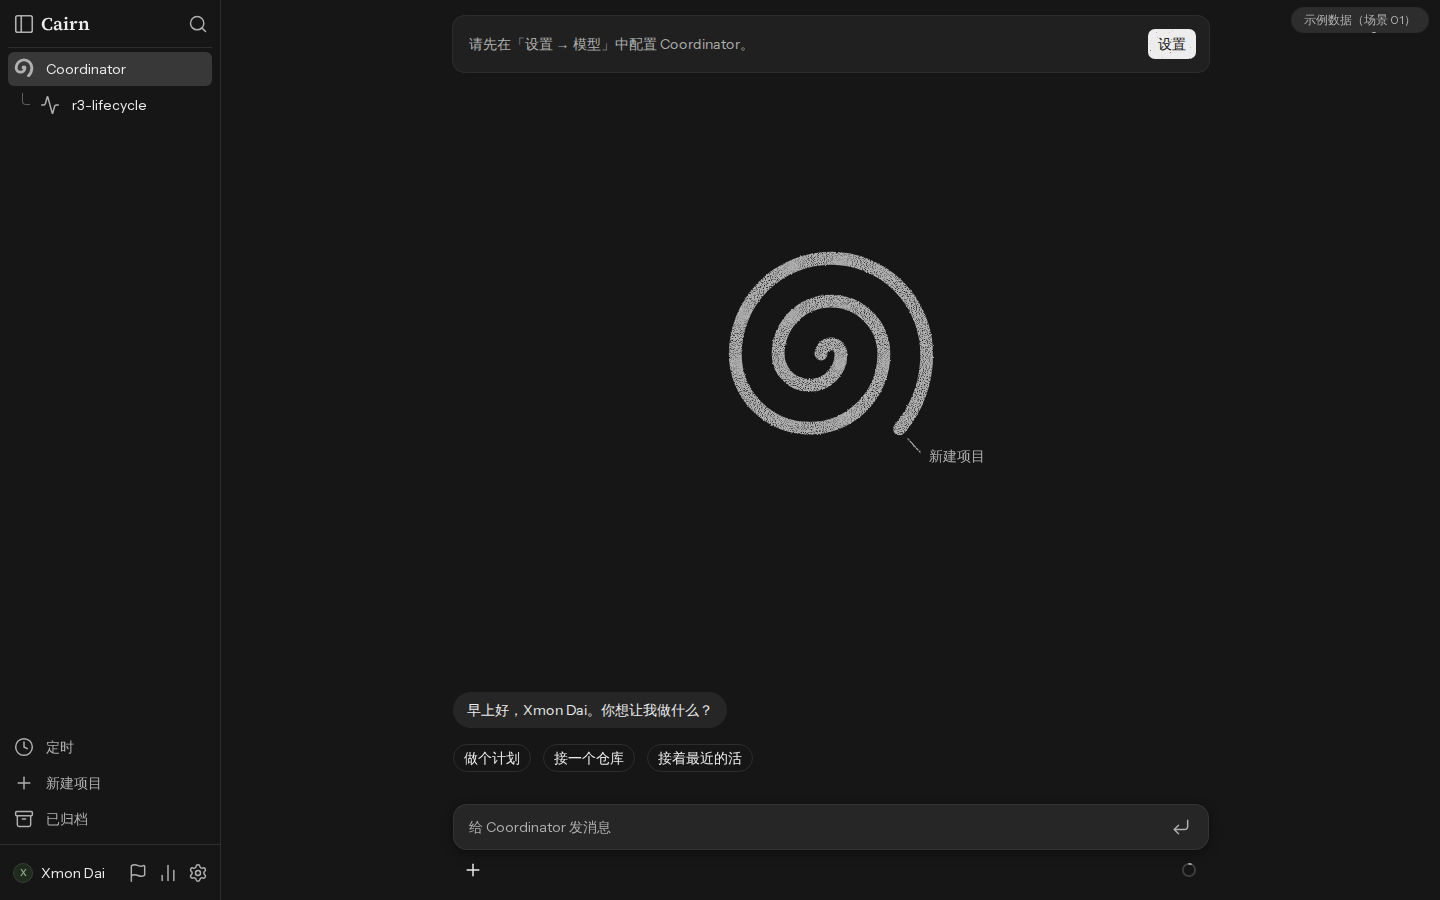 Cairn
Coordinator
r3-lifecycle
定时
新建项目
已归档
X Xmon Dai
请先在「设置 → 模型」中配置 Coordinator。
设置
示例数据（场景 01）
新建项目
早上好，Xmon Dai。你想让我做什么？
做个计划 接一个仓库 接着最近的活
给 Coordinator 发消息